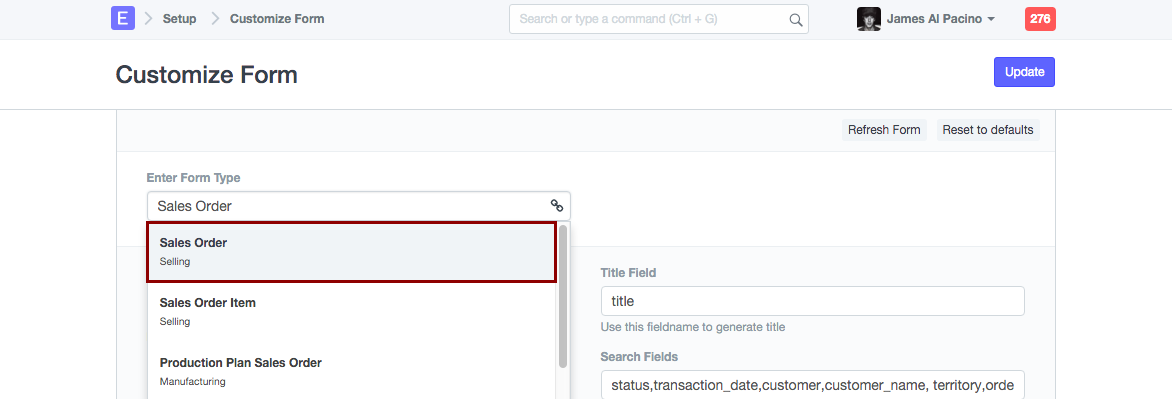 E Setup Customize Form Search or type a command (Ctrl + G) James Al Pacino 276
Customize Form Update
Refresh Form Reset to defaults
Enter Form Type
Sales Order
Sales Order
Selling
Sales Order Item
Selling
Production Plan Sales Order
Manufacturing
Title Field
title
Use this fieldname to generate title
Search Fields
status,transaction_date,customer,customer_name, territory,orde